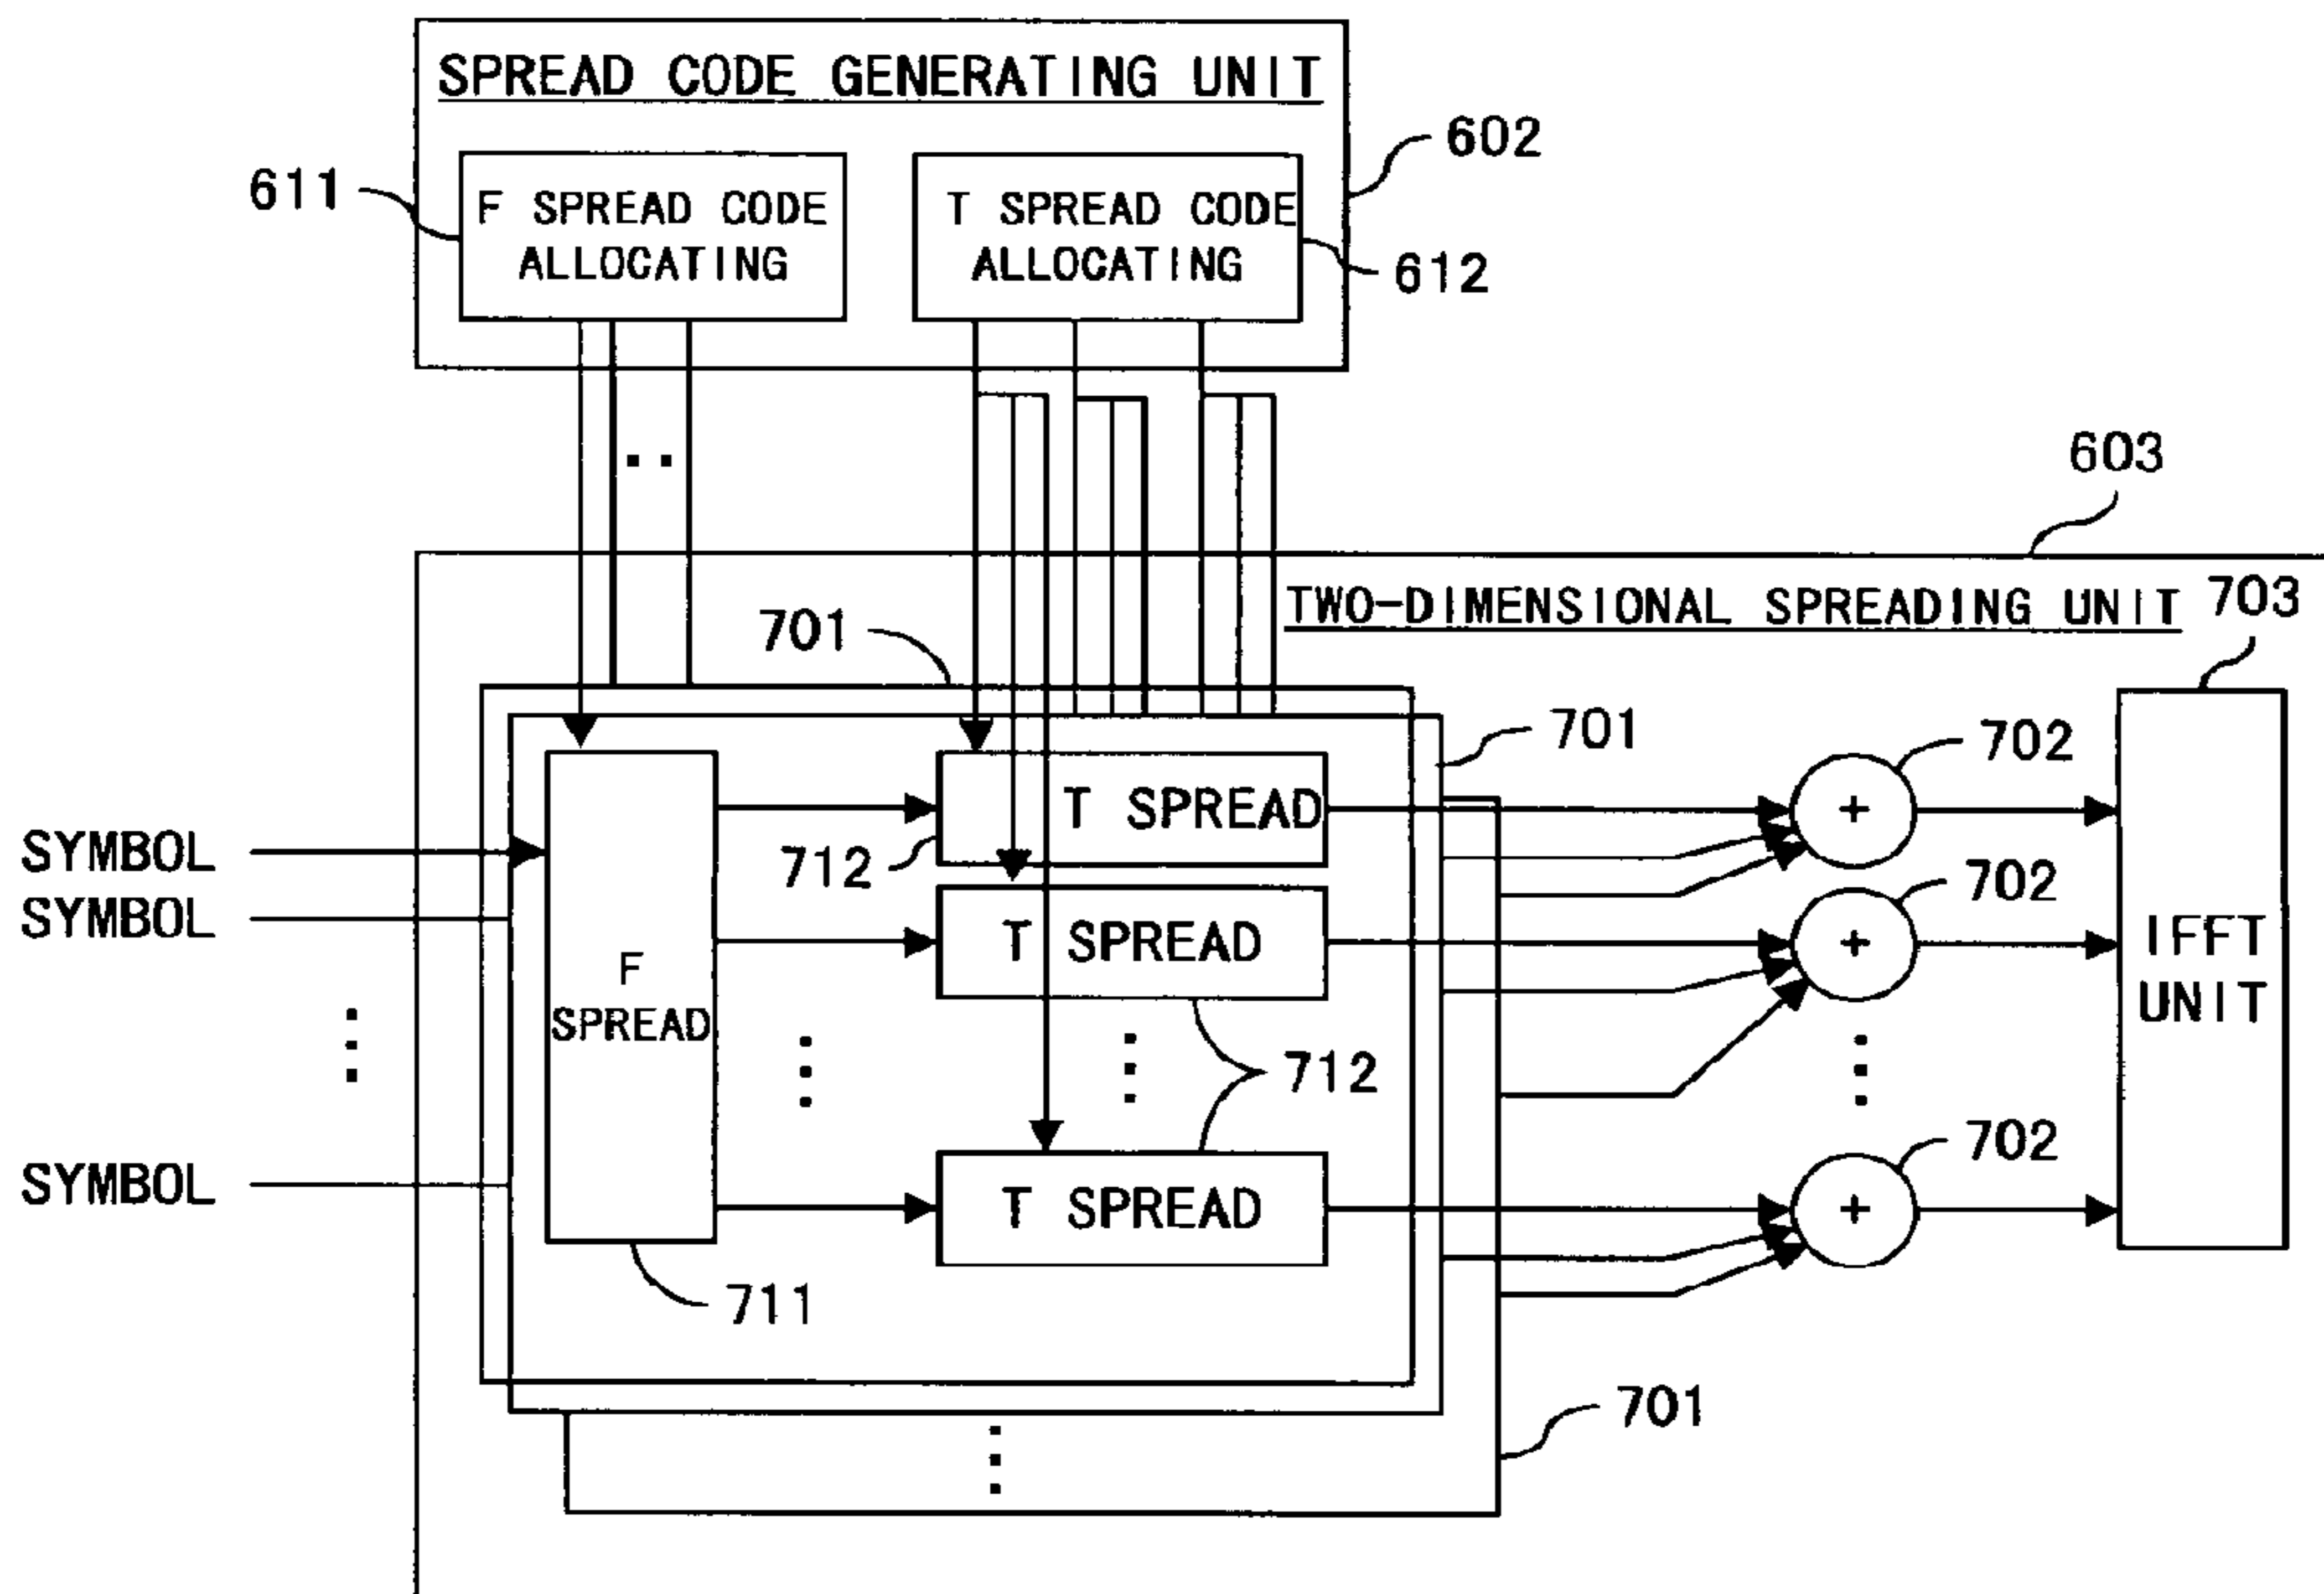 SPREAD CODE GENERATING UNIT
602
611
F SPREAD CODE
ALLOCATING
T SPREAD CODE
ALLOCATING
612
603
TWO-DIMENSIONAL SPREADING UNIT
703
701
701
702
SYMBOL
T SPREAD
+
712
702
SYMBOL
F
SPREAD
T SPREAD
+
IFFT
UNIT
712
702
SYMBOL
T SPREAD
+
711
701